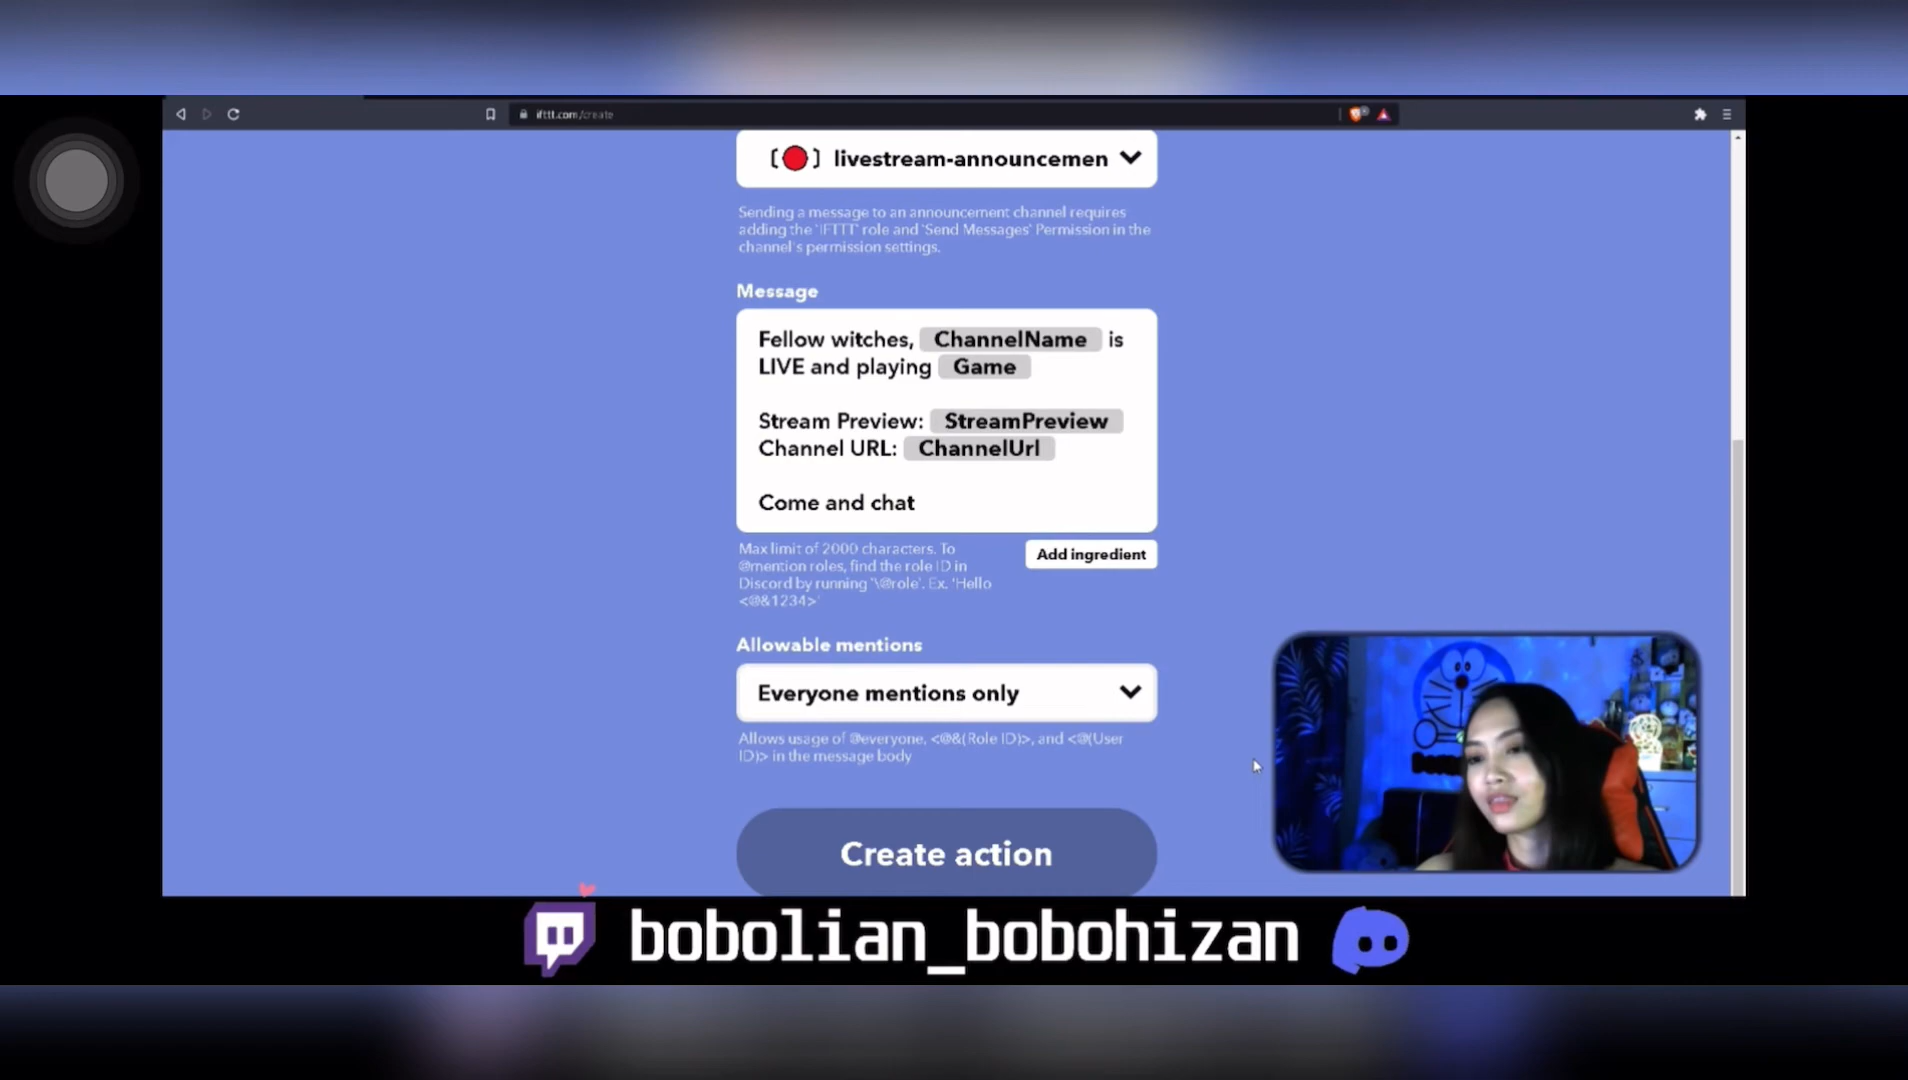 ifttt.com/create
[🔴] livestream-announcemen
Sending a message to an announcement channel requires
adding the 'IFTTT' role and 'Send Messages' Permission in the
channel's permission settings.
Message
Fellow witches, ChannelName is
LIVE and playing Game
Stream Preview: StreamPreview
Channel URL: ChannelUrl
Come and chat
Max limit of 2000 characters. To
@mention roles, find the role ID in
Discord by running '\@role'. Ex. 'Hello
<@&1234>'
Add ingredient
Allowable mentions
Everyone mentions only
Allows usage of @everyone, <@&(Role ID)>, and <@(User
ID)> in the message body
Create action
bobolian_bobohizan